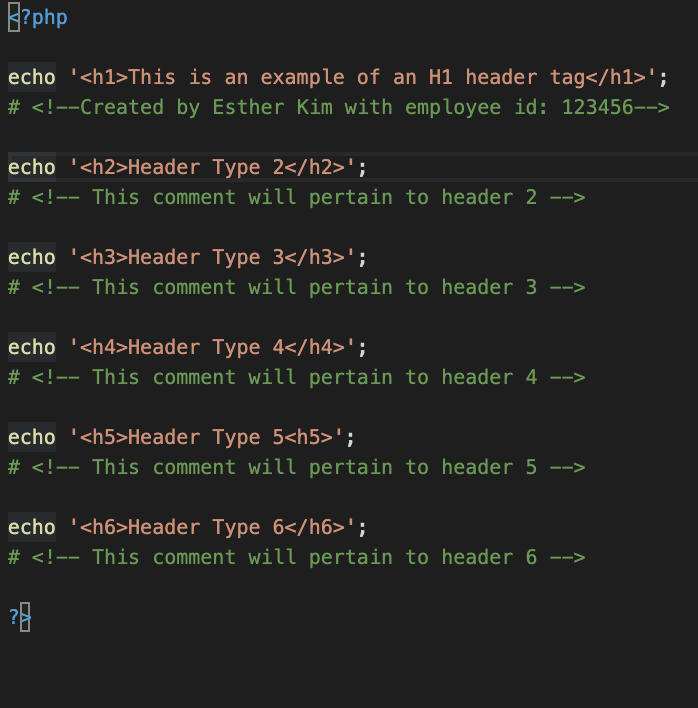 <?php
echo '<h1>This is an example of an H1 header tag</h1>';
# <!--Created by Esther Kim with employee id: 123456-->
echo '<h2>Header Type 2</h2>';
# <!-- This comment will pertain to header 2 -->
echo '<h3>Header Type 3</h3>';
# <!-- This comment will pertain to header 3 -->
echo '<h4>Header Type 4</h4>';
# <!-- This comment will pertain to header 4 -->
echo '<h5>Header Type 5<h5>';
# <!-- This comment will pertain to header 5 -->
echo '<h6>Header Type 6</h6>';
# <!-- This comment will pertain to header 6 -->
?>